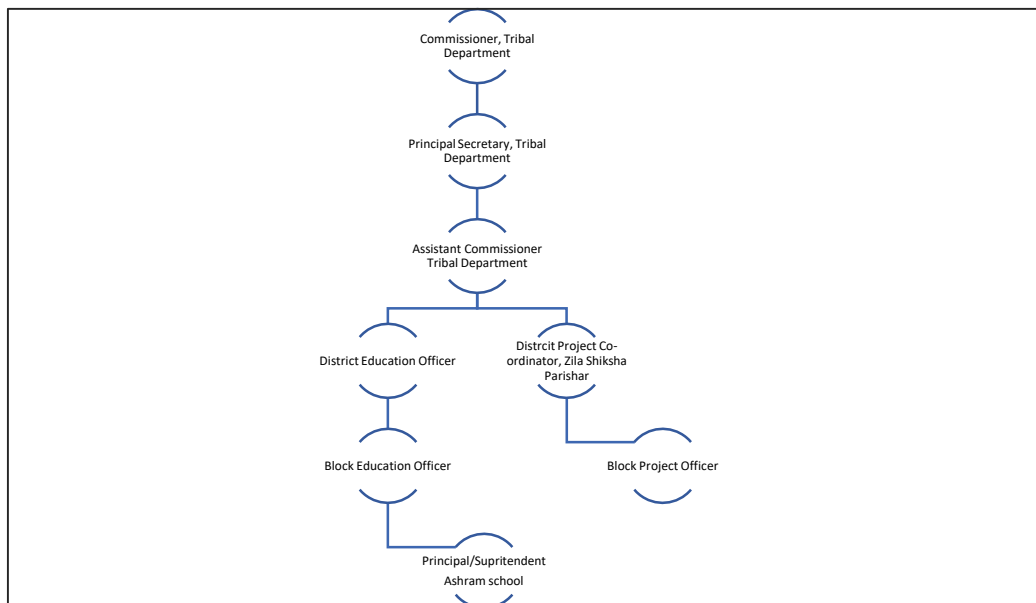 Commissioner, Tribal
Department
Principal Secretary, Tribal
Department
Assistant Commissioner
Tribal Department
District Education Officer
Distrcit Project Co-
ordinator, Zila Shiksha
Parishar
Block Education Officer
Block Project Officer
Principal/Supritendent
Ashram school